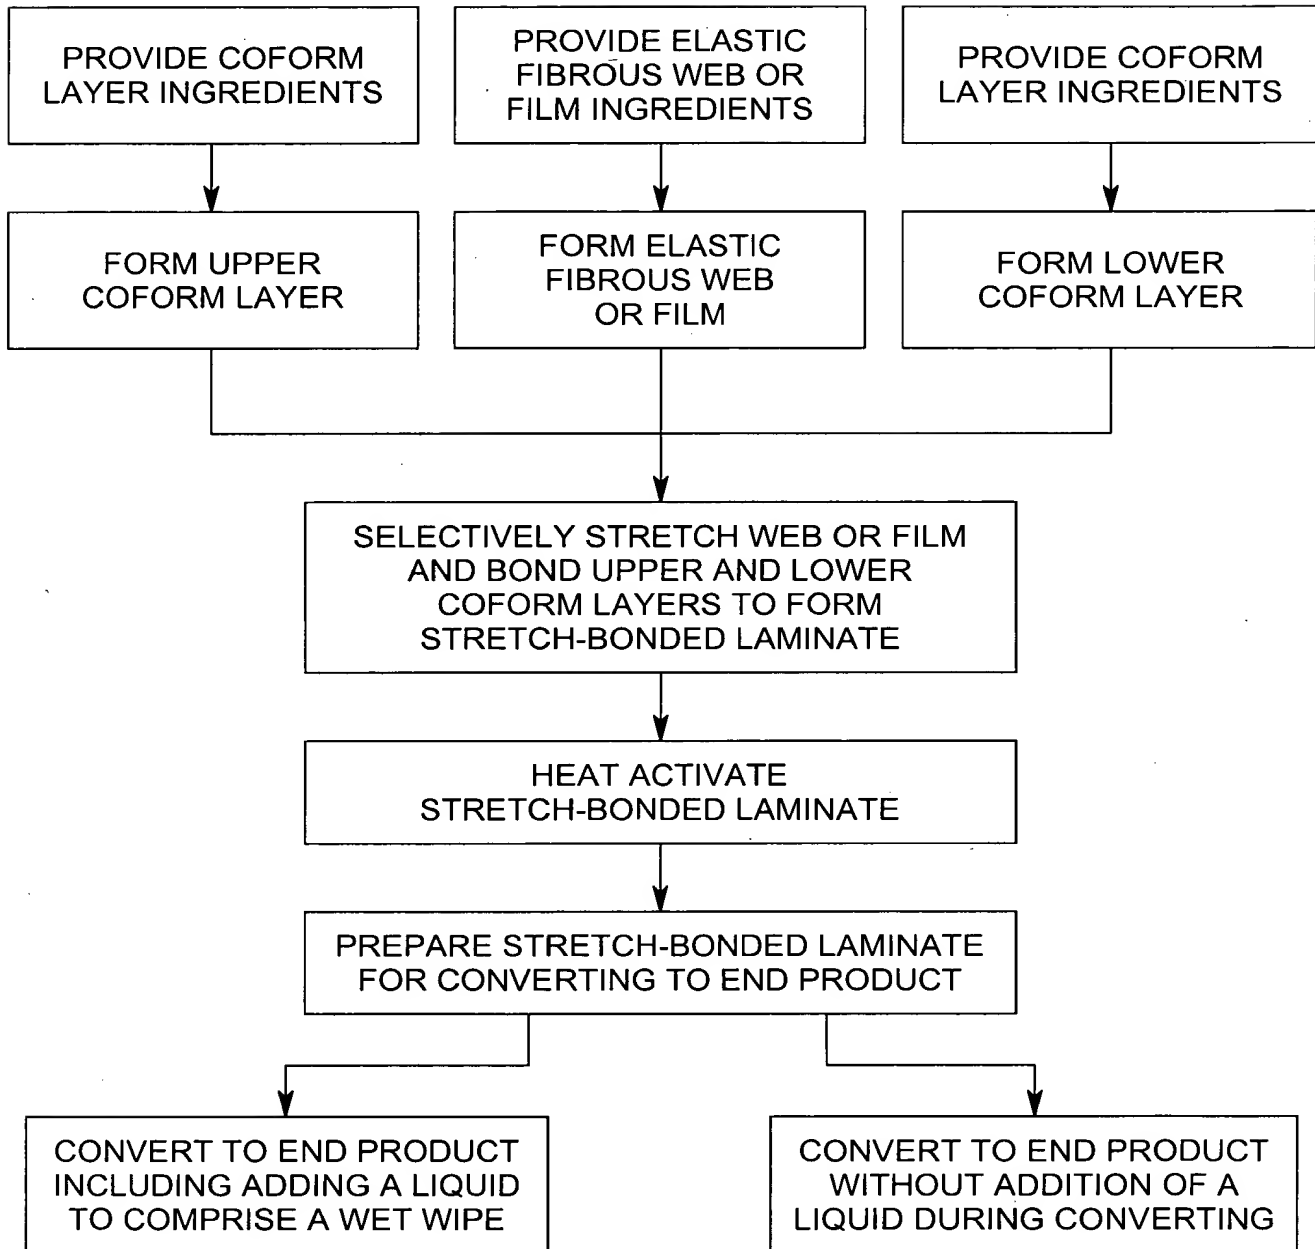 PROVIDE COFORM
LAYER INGREDIENTS
PROVIDE ELASTIC
FIBROUS WEB OR
FILM INGREDIENTS
PROVIDE COFORM
LAYER INGREDIENTS
FORM UPPER
COFORM LAYER
FORM ELASTIC
FIBROUS WEB
OR FILM
FORM LOWER
COFORM LAYER
SELECTIVELY STRETCH WEB OR FILM
AND BOND UPPER AND LOWER
COFORM LAYERS TO FORM
STRETCH-BONDED LAMINATE
HEAT ACTIVATE
STRETCH-BONDED LAMINATE
PREPARE STRETCH-BONDED LAMINATE
FOR CONVERTING TO END PRODUCT
CONVERT TO END PRODUCT
INCLUDING ADDING A LIQUID
TO COMPRISE A WET WIPE
CONVERT TO END PRODUCT
WITHOUT ADDITION OF A
LIQUID DURING CONVERTING